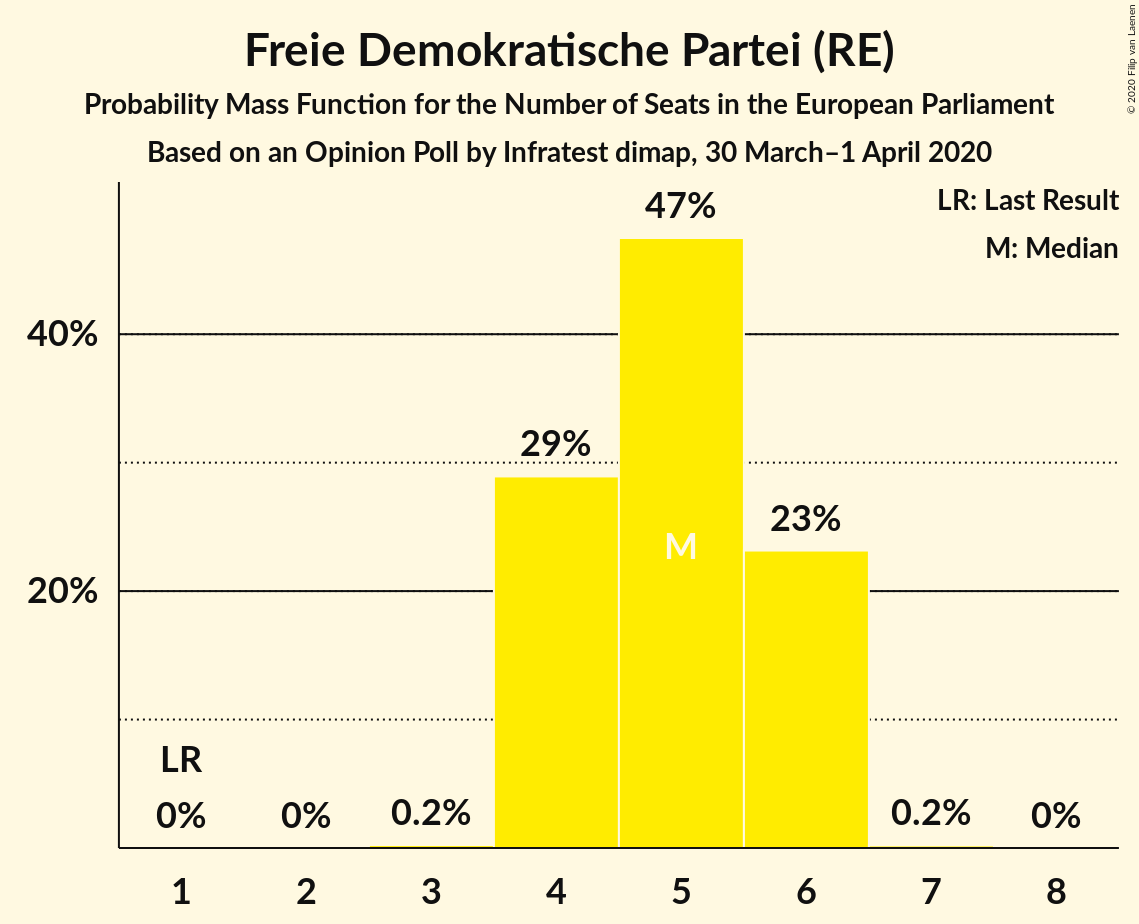 Freie Demokratische Partei (RE)
Probability Mass Function for the Number of Seats in the European Parliament
Based on an Opinion Poll by Infratest dimap, 30 March–1 April 2020
© 2020 Filip van Laenen
LR: Last Result
M: Median
47%
40%
29%
23%
M
20%
LR
0%
0%
0.2%
0.2%
0%
1
2
3
4
5
6
7
8